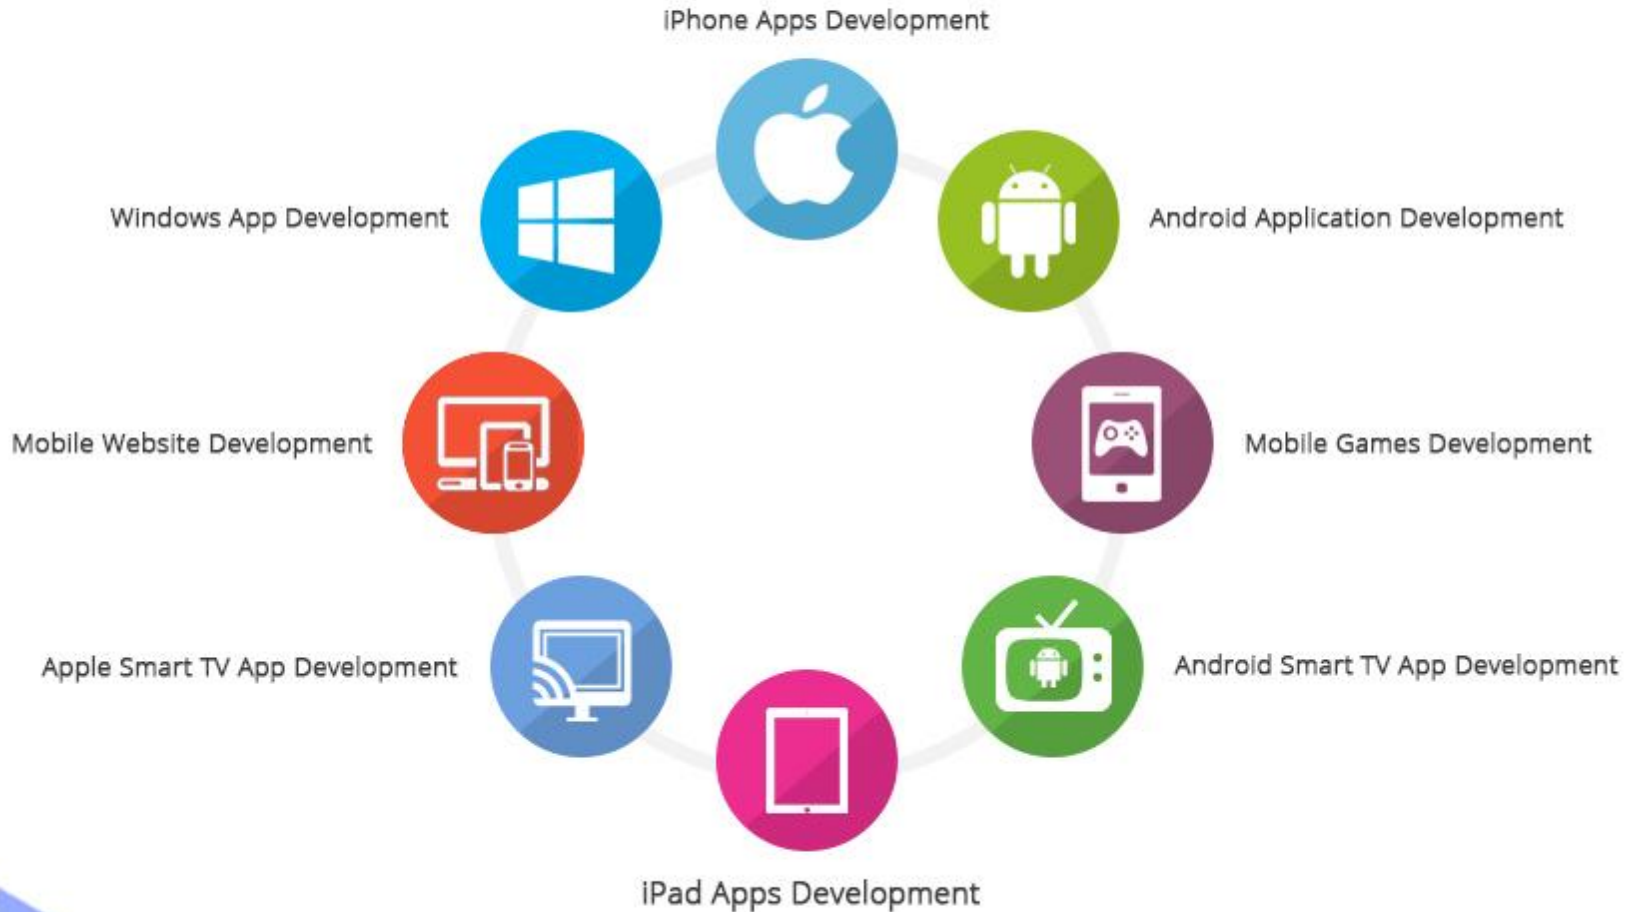 iPhone Apps Development
Windows App Development
Android Application Development
Mobile Website Development
Mobile Games Development
Apple Smart TV App Development
Android Smart TV App Development
iPad Apps Development